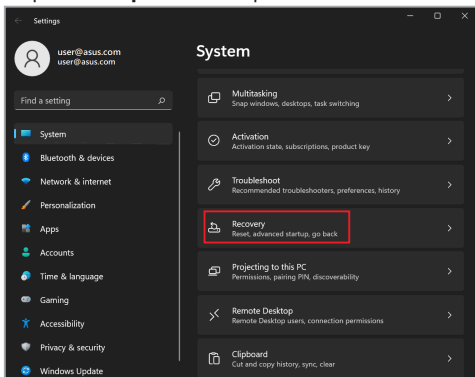 Settings
user@asus.com
user@asus.com
Find a setting
System
Bluetooth & devices
Network & internet
Personalization
Apps
Accounts
Time & language
Gaming
Accessibility
Privacy & security
Windows Update
System
Multitasking
Snap windows, desktops, task switching
Activation
Activation state, subscriptions, product key
Troubleshoot
Recommended troubleshooters, preferences, history
Recovery
Reset, advanced startup, go back
Projecting to this PC
Permissions, pairing PIN, discoverability
Remote Desktop
Remote Desktop users, connection permissions
Clipboard
Cut and copy history, sync, clear